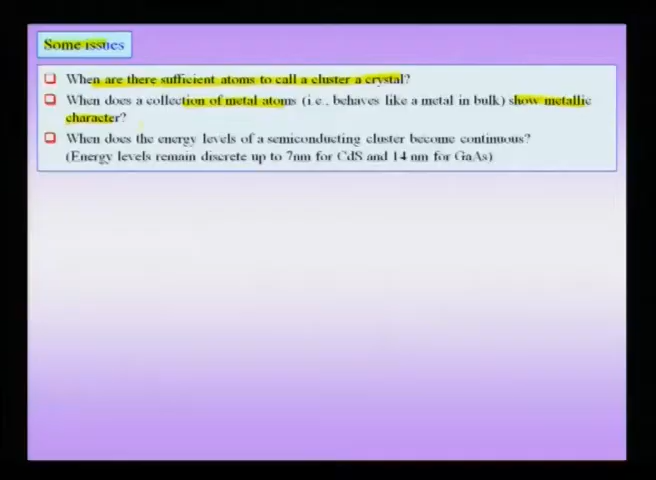 Some issues
When are there sufficient atoms to call a cluster a crystal?
When does a collection of metal atoms (i.e., behaves like a metal in bulk) show metallic
character?
When does the energy levels of a semiconducting cluster become continuous?
(Energy levels remain discrete up to 7nm for CdS and 14 nm for GaAs)